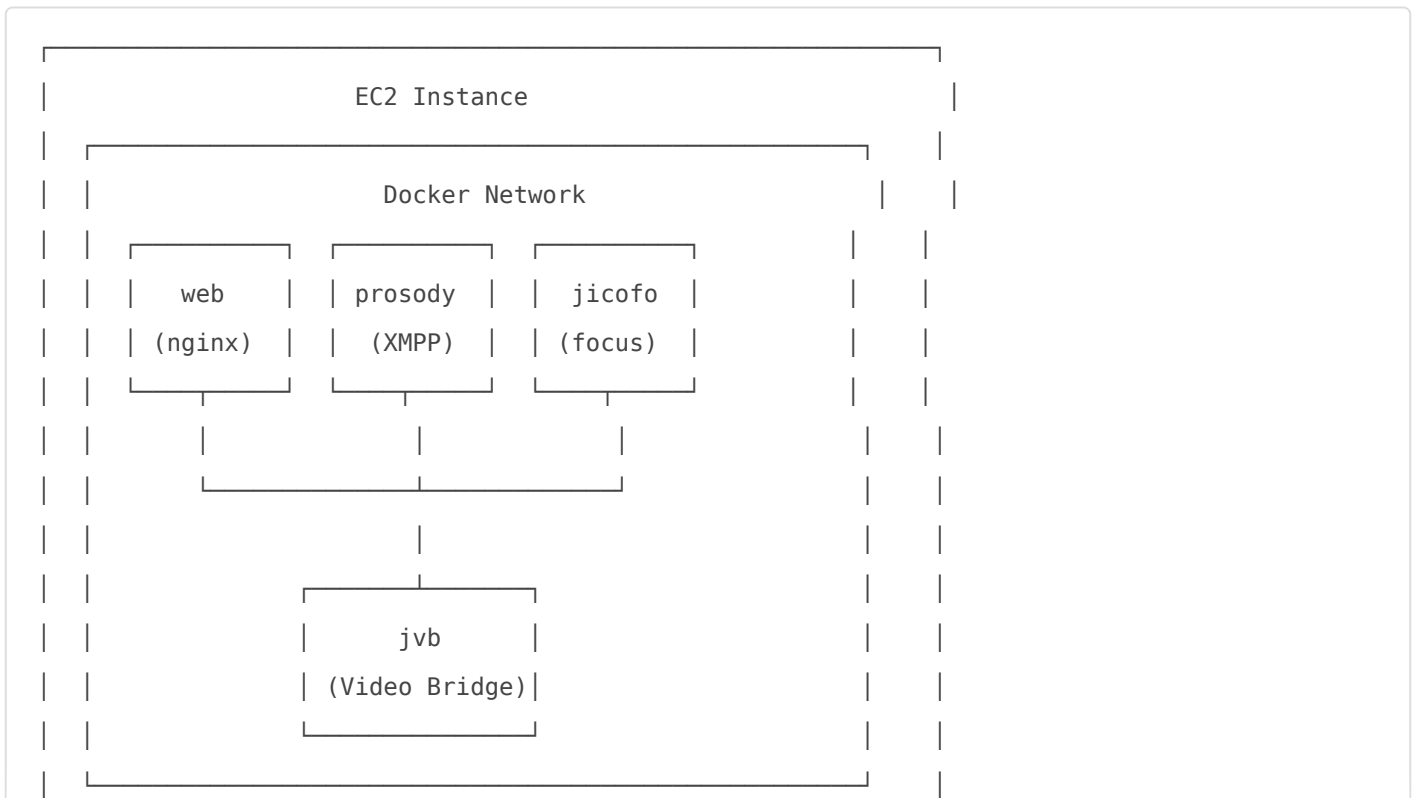 EC2 Instance
Docker Network
web prosody jicofo
(nginx) (XMPP) (focus)
jvb
(Video Bridge)